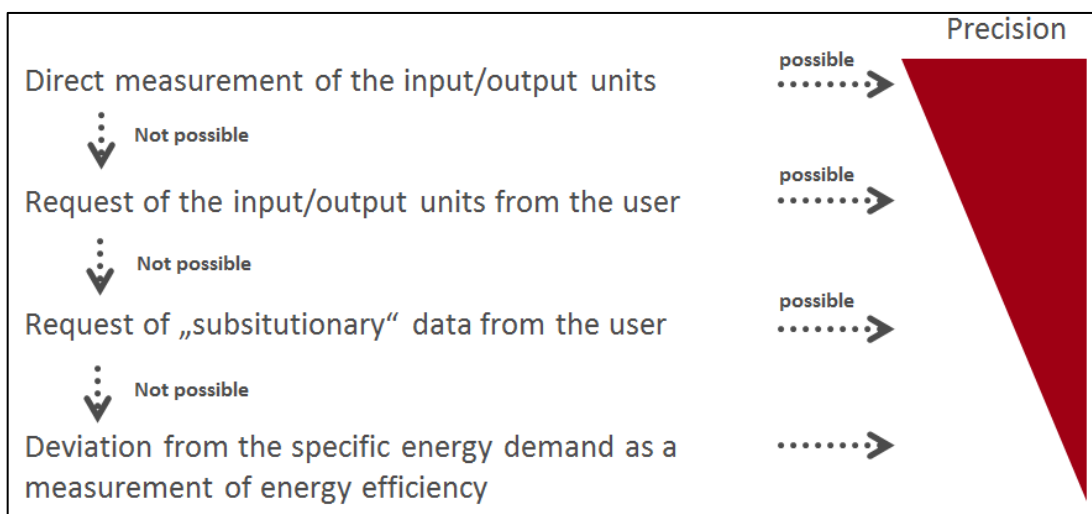 Precision
Direct measurement of the input/output units
possible
Not possible
Request of the input/output units from the user
possible
Not possible
Request of „subsitutionary“ data from the user
possible
Not possible
Deviation from the specific energy demand as a
measurement of energy efficiency